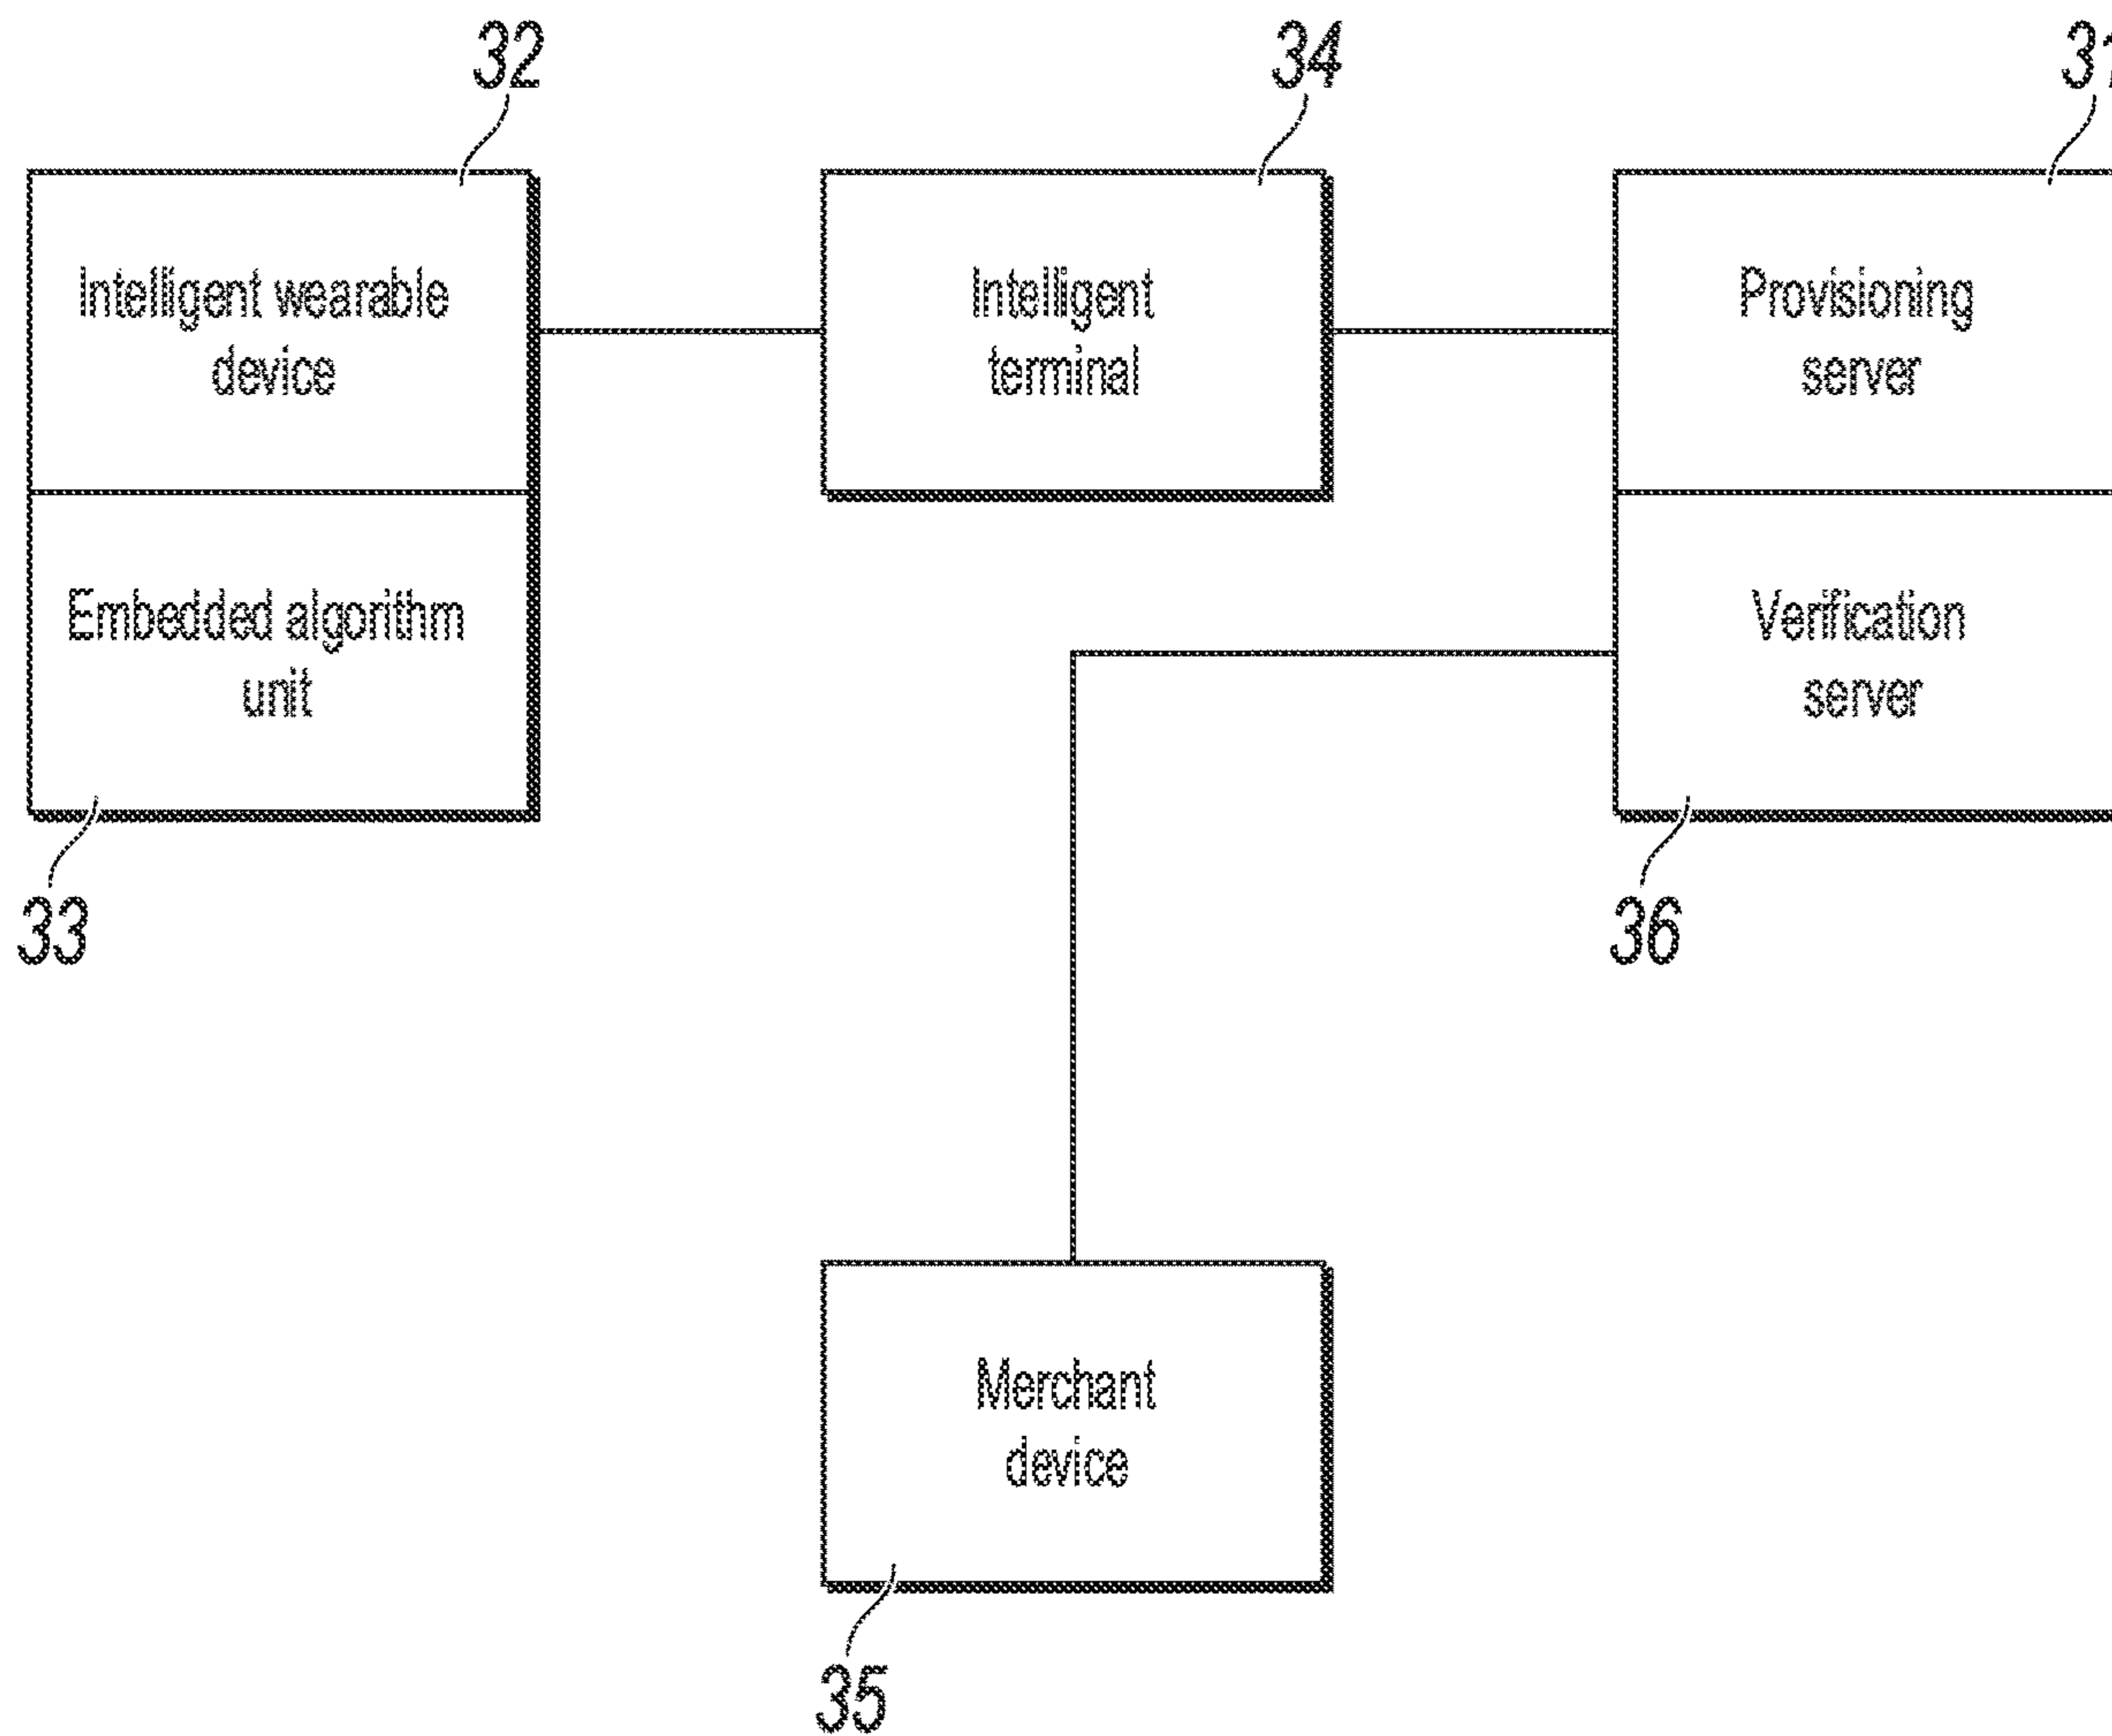 32
34
31
Intelligent wearable
device
Intelligent
terminal
Provisioning
server
Embedded algorithm
unit
Verification
server
33
36
Merchant
device
35